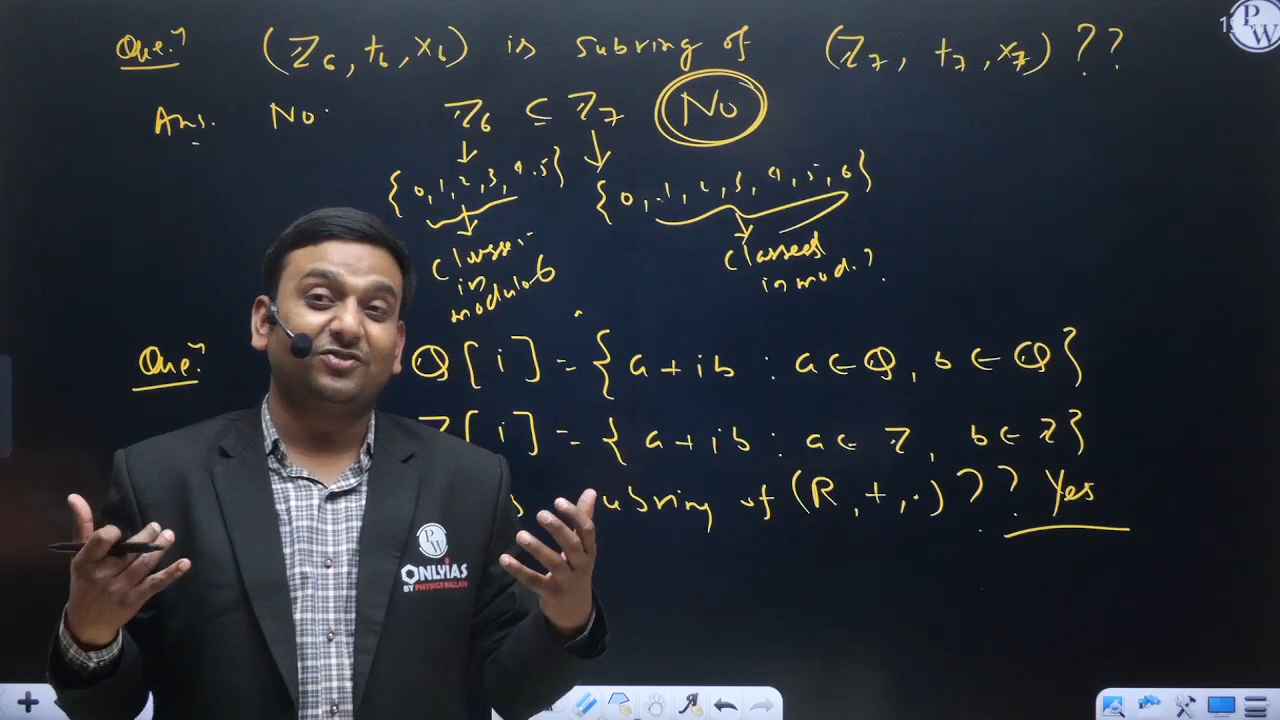 Que? (ℤ₆, +₆, ×₆) is subring of (ℤ₇, +₇, ×₇) ??
PW
Ans. No. ℤ₆ ⊆ ℤ₇ No
{0, 1, 2, 3, 4, 5} {0, 1, 2, 3, 4, 5, 6}
Classes Classes
in in mod. 7
modulo 6
Que? Q[i] = {a + ib : a ∈ Q, b ∈ Q}
ℤ[i] = {a + ib : a ∈ ℤ, b ∈ ℤ}
subring of (R, +, ·) ?? Yes
PW
ONLYIAS
BY PHYSICS WALLAH